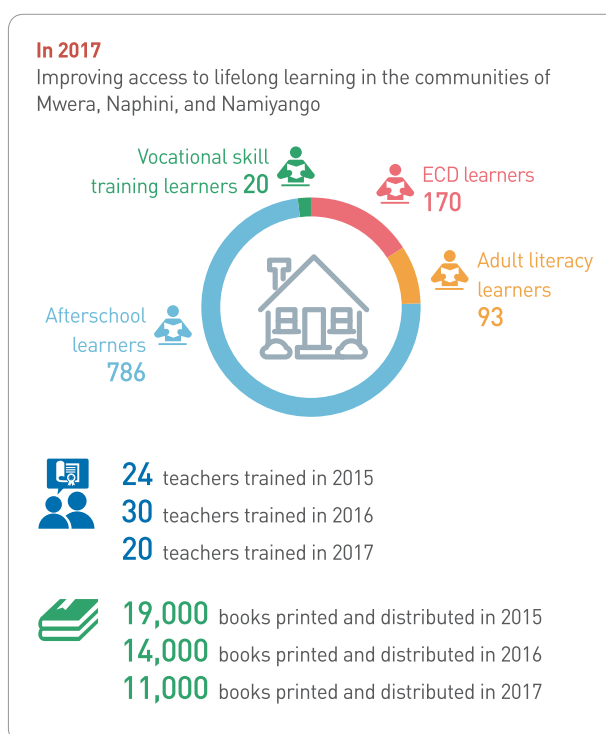 In 2017
Improving access to lifelong learning in the communities of
Mwera, Naphini, and Namiyango
Vocational skill
training learners 20
ECD learners
170
Adult literacy
learners
93
Afterschool
learners
786
24 teachers trained in 2015
30 teachers trained in 2016
20 teachers trained in 2017
19,000 books printed and distributed in 2015
14,000 books printed and distributed in 2016
11,000 books printed and distributed in 2017